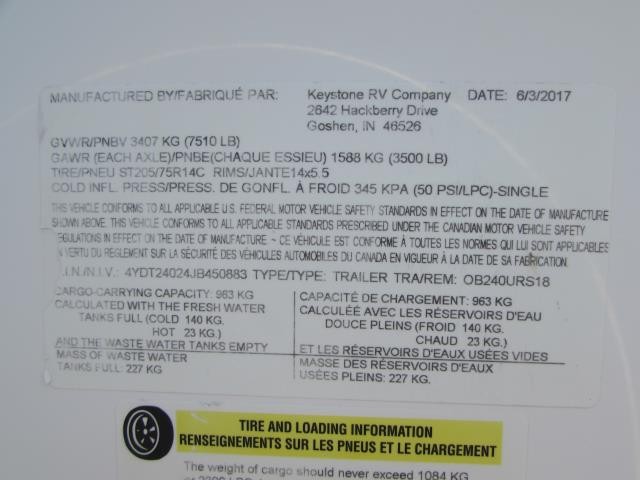 MANUFACTURED BY/FABRIQUÉ PAR: Keystone RV Company DATE: 6/3/2017
2642 Hackberry Drive
Goshen, IN 46526
GVWR/PNBV 3407 KG (7510 LB)
GAWR (EACH AXLE)/PNBE(CHAQUE ESSIEU) 1588 KG (3500 LB)
TIRE/PNEU ST205/75R14C RIMS/JANTE14x5.5
COLD INFL. PRESS/PRESS. DE GONFL. À FROID 345 KPA (50 PSI/LPC)-SINGLE
THIS VEHICLE CONFORMS TO ALL APPLICABLE U.S. FEDERAL MOTOR VEHICLE SAFETY STANDARDS IN EFFECT ON THE DATE OF MANUFACTURE
SHOWN ABOVE. THIS VEHICLE CONFORMS TO ALL APPLICABLE STANDARDS PRESCRIBED UNDER THE CANADIAN MOTOR VEHICLE SAFETY
REGULATIONS IN EFFECT ON THE DATE OF MANUFACTURE ~ CE VÉHICULE EST CONFORME À TOUTES LES NORMES QUI LUI SONT APPLICABLES
EN VERTU DU RÈGLEMENT SUR LA SÉCURITÉ DES VÉHICULES AUTOMOBILES DU CANADA EN VIGUEUR À LA DATE DE SA FABRICATION.
.I.N./N.I.V.: 4YDT24024JB450883 TYPE/TYPE: TRAILER TRA/REM: OB240URS18
CARGO-CARRYING CAPACITY: 963 KG
CALCULATED WITH THE FRESH WATER
TANKS FULL (COLD 140 KG.
HOT 23 KG.)
AND THE WASTE WATER TANKS EMPTY
MASS OF WASTE WATER
TANKS FULL: 227 KG
CAPACITÉ DE CHARGEMENT: 963 KG
CALCULÉE AVEC LES RÉSERVOIRS D'EAU
DOUCE PLEINS (FROID 140 KG.
CHAUD 23 KG.)
ET LES RÉSERVOIRS D'EAUX USÉES VIDES
MASSE DES RÉSERVOIRS D'EAUX
USÉES PLEINS: 227 KG.
TIRE AND LOADING INFORMATION
RENSEIGNEMENTS SUR LES PNEUS ET LE CHARGEMENT
The weight of cargo should never exceed 1084 KG